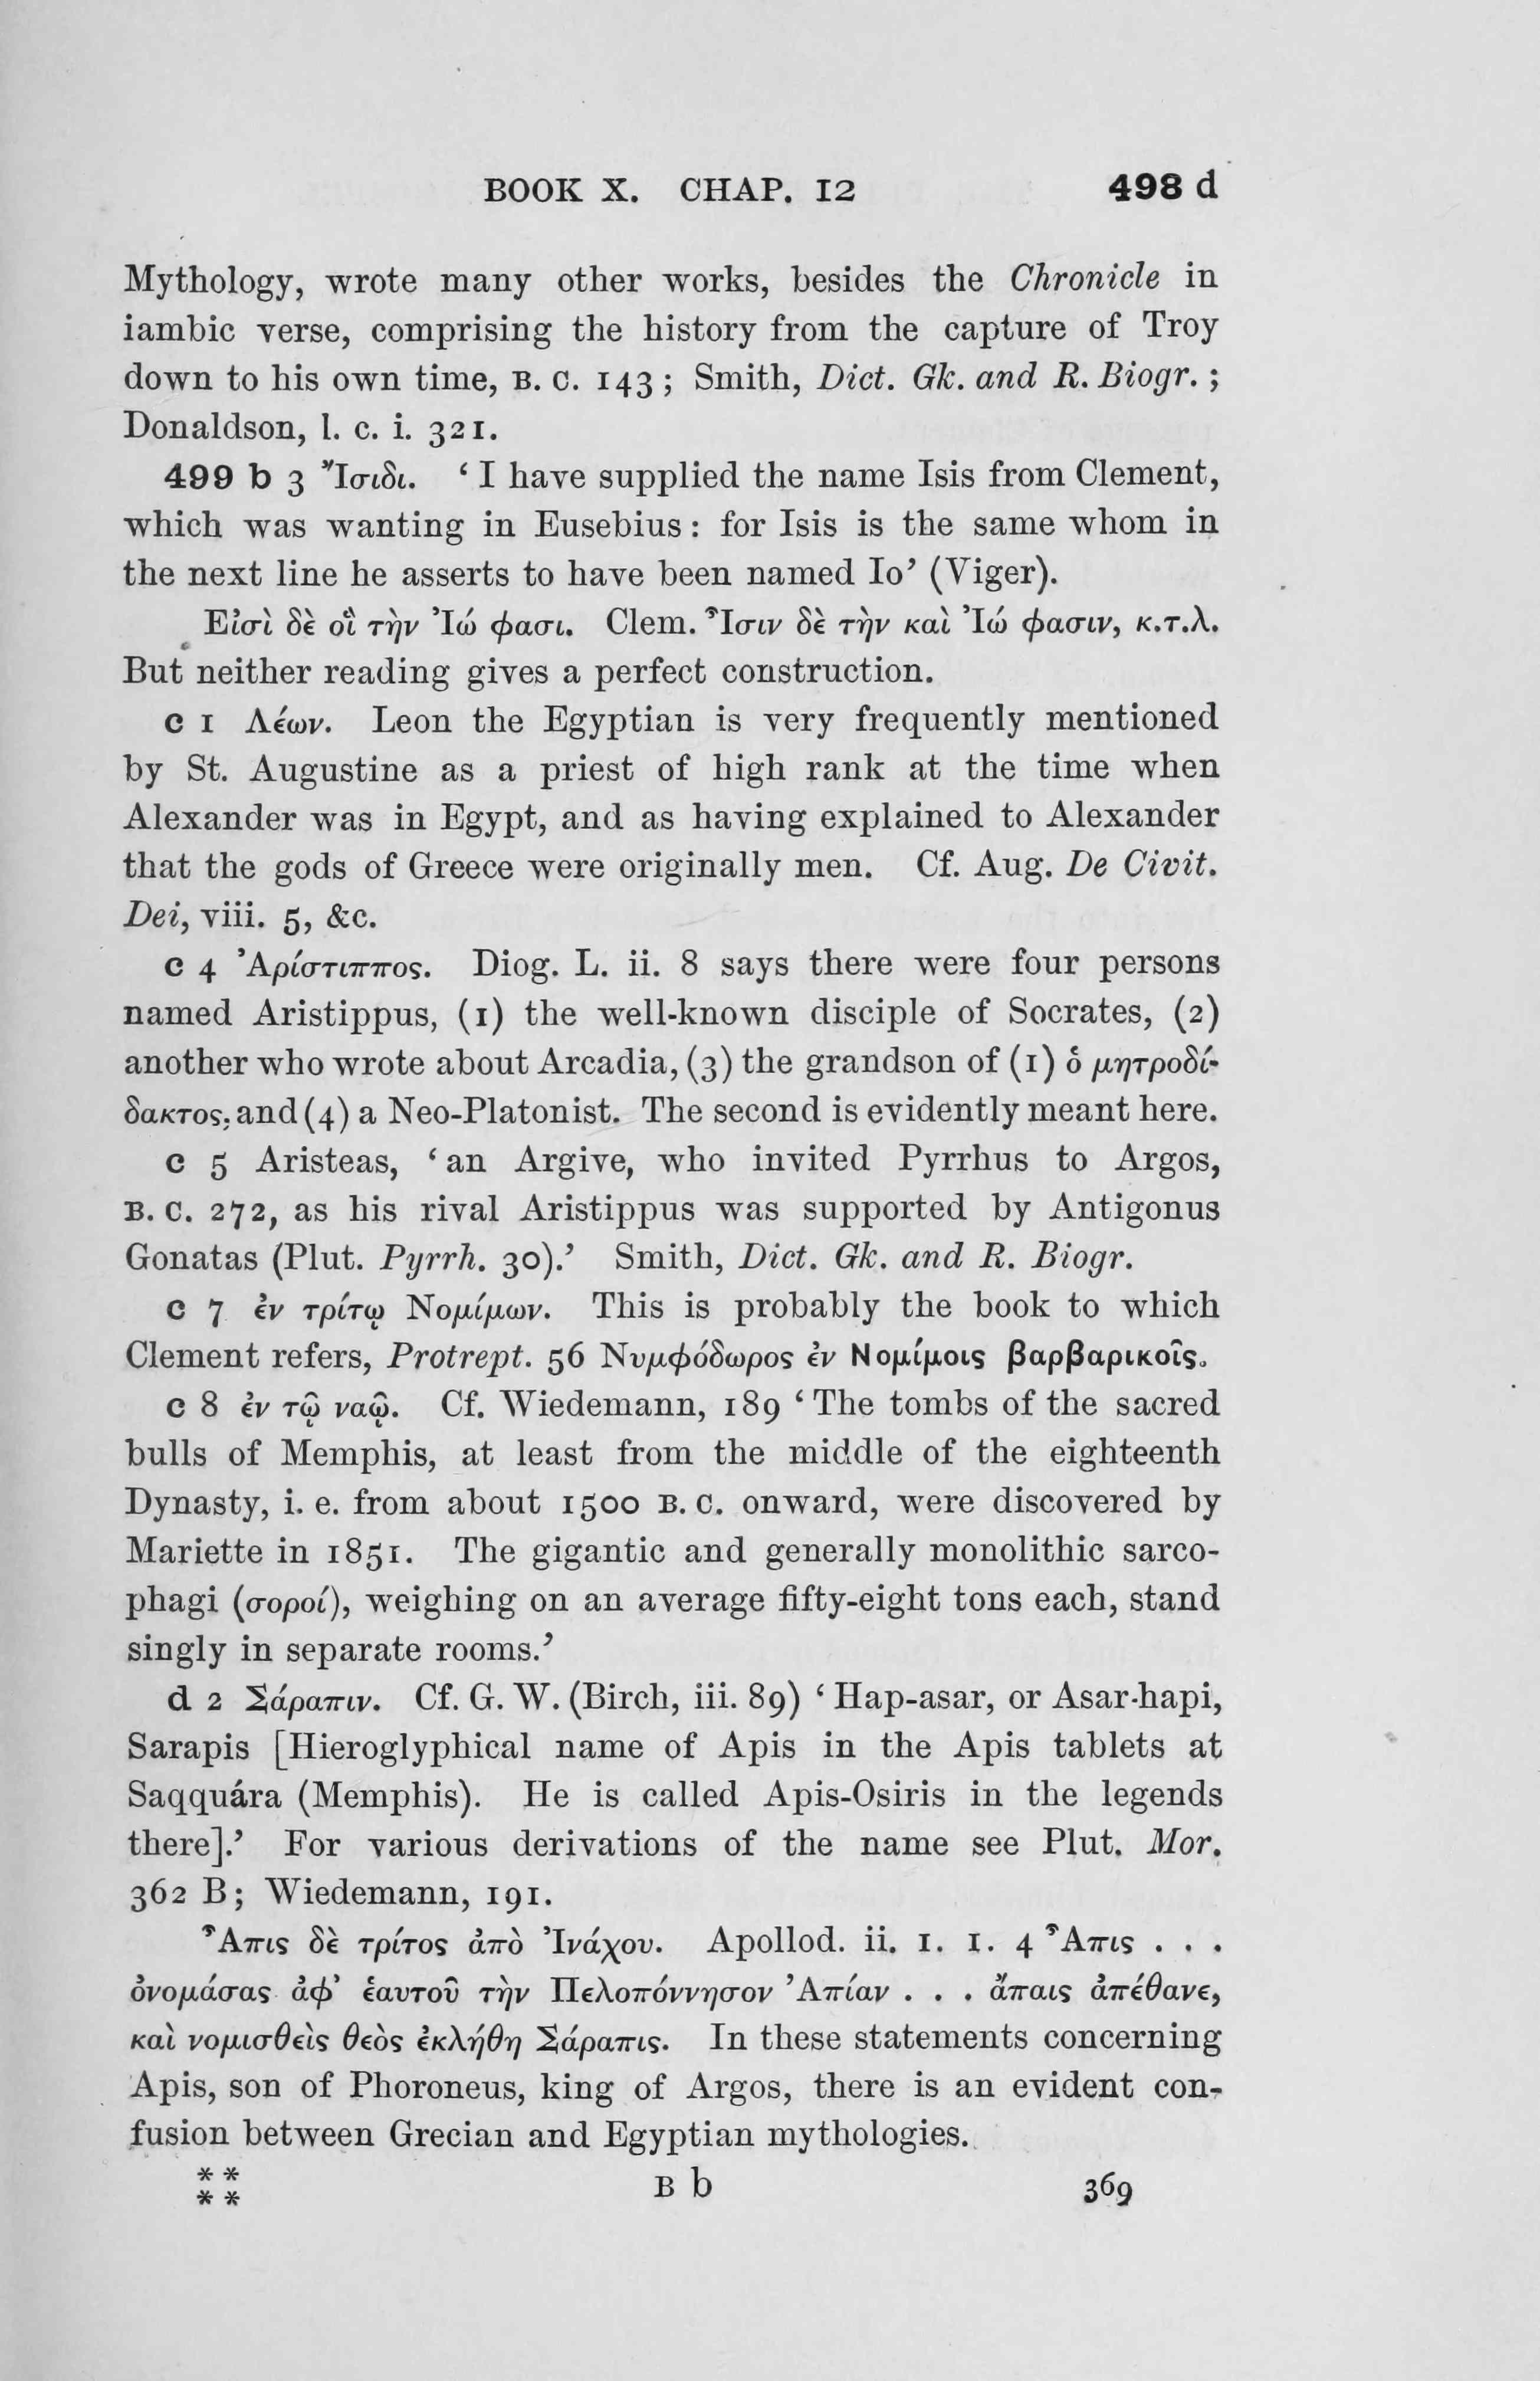 BOOK X. CHAP. 12 498 d
Mythology, wrote many other works, besides the Chronicle in
iambic verse, comprising the history from the capture of Troy
down to his own time, B. C. 143; Smith, Dict. Gk. and R. Biogr.;
Donaldson, l. c. i. 321.
499 b 3 Ἴσιδι. ‘I have supplied the name Isis from Clement,
which was wanting in Eusebius: for Isis is the same whom in
the next line he asserts to have been named Io’ (Viger).
Εἰσὶ δὲ οἳ τὴν Ἰώ φασι. Clem. Ἶσιν δὲ τὴν καὶ Ἰώ φασιν, κ.τ.λ.
But neither reading gives a perfect construction.
c 1 Λέων. Leon the Egyptian is very frequently mentioned
by St. Augustine as a priest of high rank at the time when
Alexander was in Egypt, and as having explained to Alexander
that the gods of Greece were originally men. Cf. Aug. De Civit.
Dei, viii. 5, &c.
c 4 Ἀρίστιππος. Diog. L. ii. 8 says there were four persons
named Aristippus, (1) the well-known disciple of Socrates, (2)
another who wrote about Arcadia, (3) the grandson of (1) ὁ μητροδί-
δακτος, and (4) a Neo-Platonist. The second is evidently meant here.
c 5 Aristeas, ‘an Argive, who invited Pyrrhus to Argos,
B. C. 272, as his rival Aristippus was supported by Antigonus
Gonatas (Plut. Pyrrh. 30).’ Smith, Dict. Gk. and R. Biogr.
c 7 ἐν τρίτῳ Νομίμων. This is probably the book to which
Clement refers, Protrept. 56 Νυμφόδωρος ἐν Νομίμοις βαρβαρικοῖς.
c 8 ἐν τῷ ναῷ. Cf. Wiedemann, 189 ‘The tombs of the sacred
bulls of Memphis, at least from the middle of the eighteenth
Dynasty, i. e. from about 1500 B. C. onward, were discovered by
Mariette in 1851. The gigantic and generally monolithic sarco-
phagi (σοροί), weighing on an average fifty-eight tons each, stand
singly in separate rooms.’
d 2 Σάραπιν. Cf. G. W. (Birch, iii. 89) ‘Hap-asar, or Asar-hapi,
Sarapis [Hieroglyphical name of Apis in the Apis tablets at
Saqquára (Memphis). He is called Apis-Osiris in the legends
there].’ For various derivations of the name see Plut. Mor.
362 B; Wiedemann, 191.
Ἆπις δὲ τρίτος ἀπὸ Ἰνάχου. Apollod. ii. 1. 1. 4 Ἆπις . . .
ὀνομάσας ἀφ’ ἑαυτοῦ τὴν Πελοπόννησον Ἀπίαν . . . ἄπαις ἀπέθανε,
καὶ νομισθεὶς θεὸς ἐκλήθη Σάραπις. In these statements concerning
Apis, son of Phoroneus, king of Argos, there is an evident con-
fusion between Grecian and Egyptian mythologies.
* *
* * B b 369